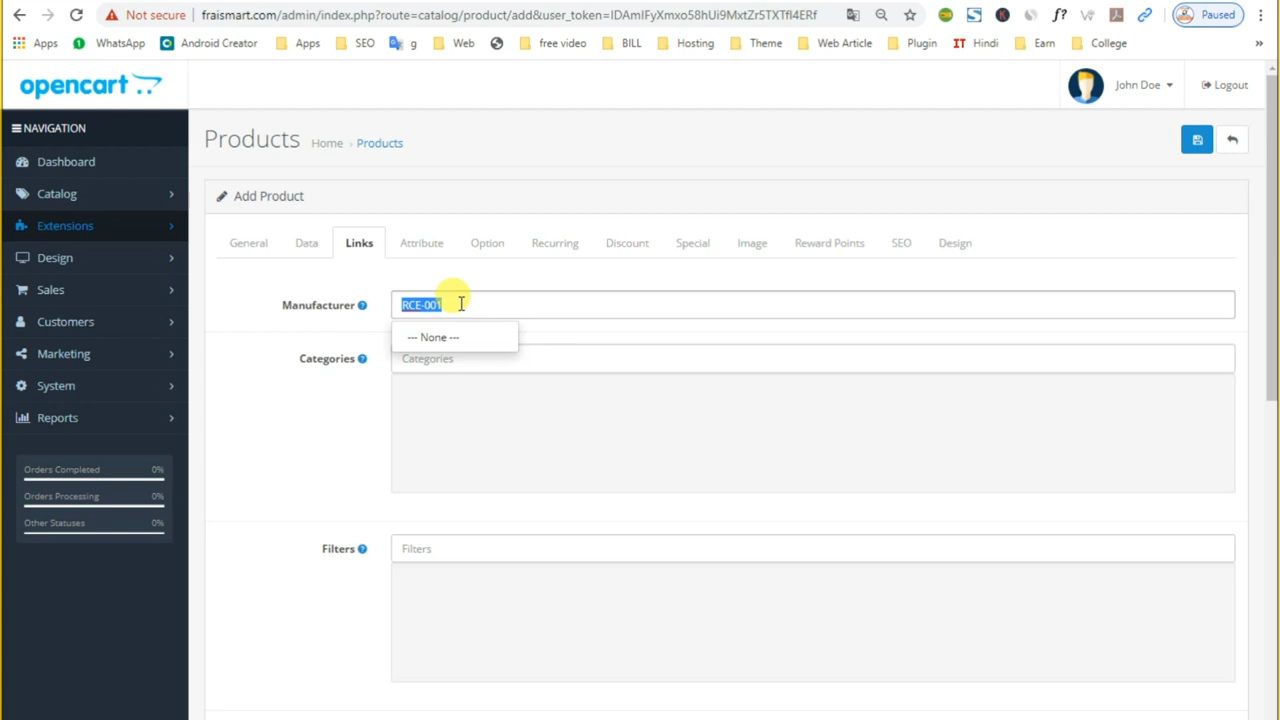 Not secure fraismart.com/admin/index.php?route=catalog/product/add&user_token=IDAmIFyXmxo58hUi9MxtZr5TXTfl4ERf Paused
Apps WhatsApp Android Creator Apps SEO g Web free video BILL Hosting Theme Web Article Plugin IT Hindi Earn College »
opencart John Doe Logout
NAVIGATION
Products Home › Products
Dashboard
Catalog
Extensions
Design
Sales
Customers
Marketing
System
Reports
Orders Completed 0%
Orders Processing 0%
Other Statuses 0%
Add Product
General Data Links Attribute Option Recurring Discount Special Image Reward Points SEO Design
Manufacturer RCE-001
--- None ---
Categories Categories
Filters Filters